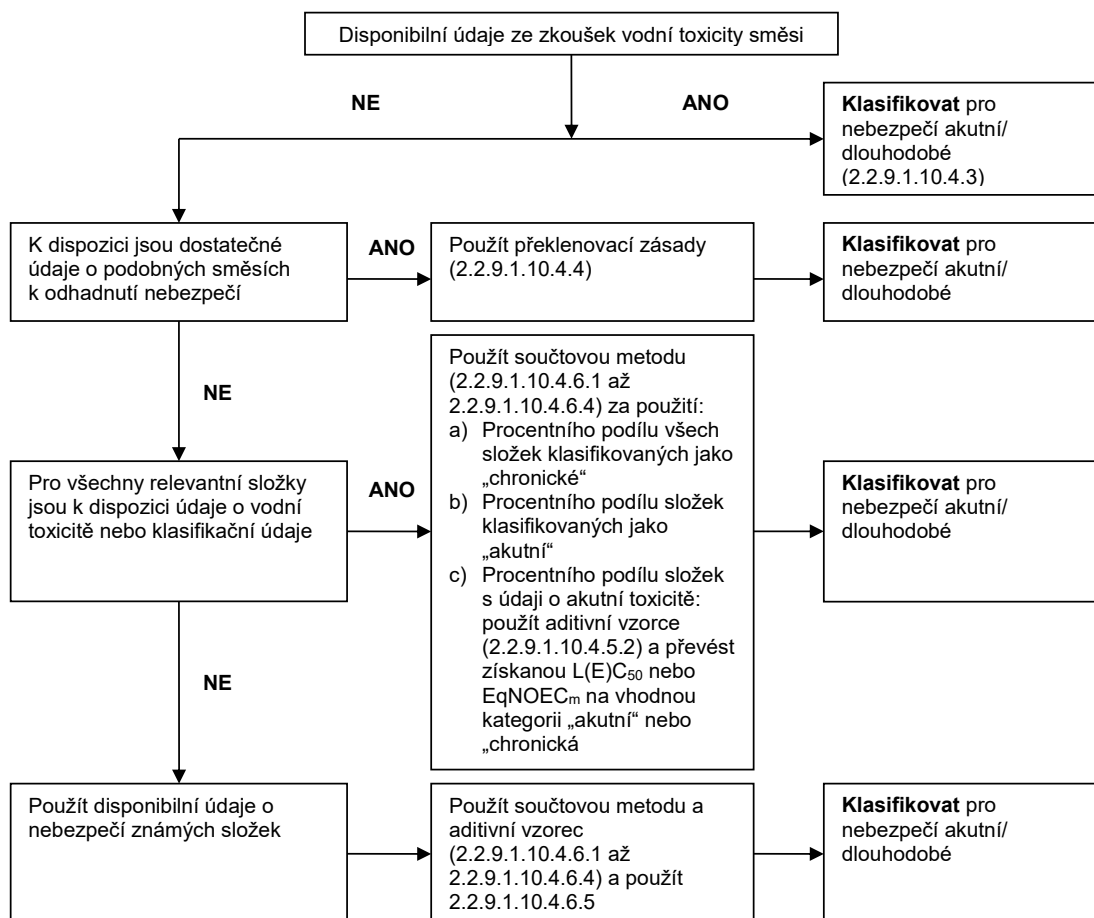 Disponibilní údaje ze zkoušek vodní toxicity směsi
NE
ANO
Klasifikovat pro
nebezpečí akutní/
dlouhodobé
(2.2.9.1.10.4.3)
K dispozici jsou dostatečné
údaje o podobných směsích
k odhadnutí nebezpečí
ANO
Použít překlenovací zásady
(2.2.9.1.10.4.4)
Klasifikovat pro
nebezpečí akutní/
dlouhodobé
NE
Použít součtovou metodu
(2.2.9.1.10.4.6.1 až
2.2.9.1.10.4.6.4) za použití:
a) Procentního podílu všech
složek klasifikovaných jako
„chronické“
b) Procentního podílu složek
klasifikovaných jako
„akutní“
c) Procentního podílu složek
s údaji o akutní toxicitě:
použít aditivní vzorce
(2.2.9.1.10.4.5.2) a převést
získanou L(E)C₅₀ nebo
EqNOECₘ na vhodnou
kategorii „akutní“ nebo
„chronická
Pro všechny relevantní složky
jsou k dispozici údaje o vodní
toxicitě nebo klasifikační údaje
ANO
Klasifikovat pro
nebezpečí akutní/
dlouhodobé
NE
Použít disponibilní údaje o
nebezpečí známých složek
Použít součtovou metodu a
aditivní vzorec
(2.2.9.1.10.4.6.1 až
2.2.9.1.10.4.6.4) a použít
2.2.9.1.10.4.6.5
Klasifikovat pro
nebezpečí akutní/
dlouhodobé